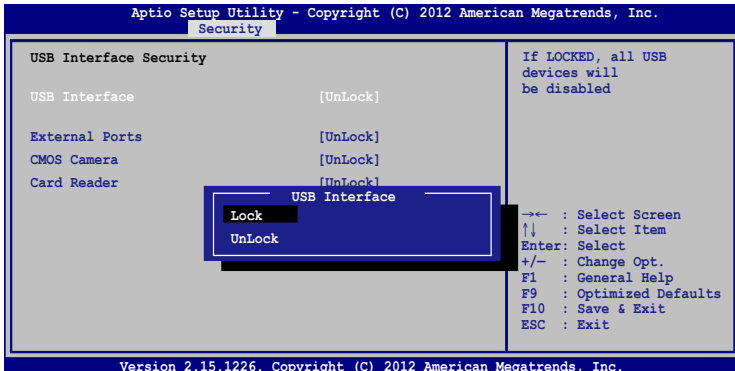 Aptio Setup Utility - Copyright (C) 2012 American Megatrends, Inc.
Security
USB Interface Security
USB Interface [UnLock]
External Ports [UnLock]
CMOS Camera [UnLock]
Card Reader [UnLock]
USB Interface
Lock
UnLock
If LOCKED, all USB
devices will
be disabled
→← : Select Screen
↑↓ : Select Item
Enter: Select
+/— : Change Opt.
F1 : General Help
F9 : Optimized Defaults
F10 : Save & Exit
ESC : Exit
Version 2.15.1226. Copyright (C) 2012 American Megatrends, Inc.